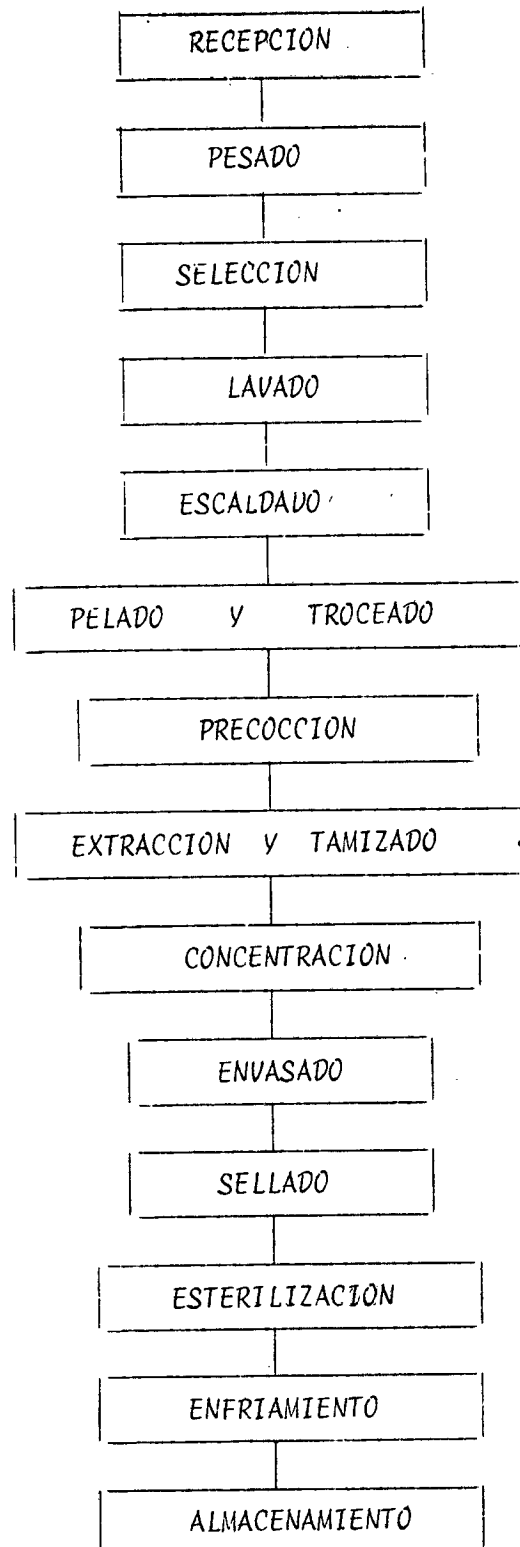 RECEPCION
PESADO
SELECCION
LAVADO
ESCALDADO
PELADO Y TROCEADO
PRECOCCION
EXTRACCION Y TAMIZADO
CONCENTRACION
ENVASADO
SELLADO
ESTERILIZACION
ENFRIAMIENTO
ALMACENAMIENTO